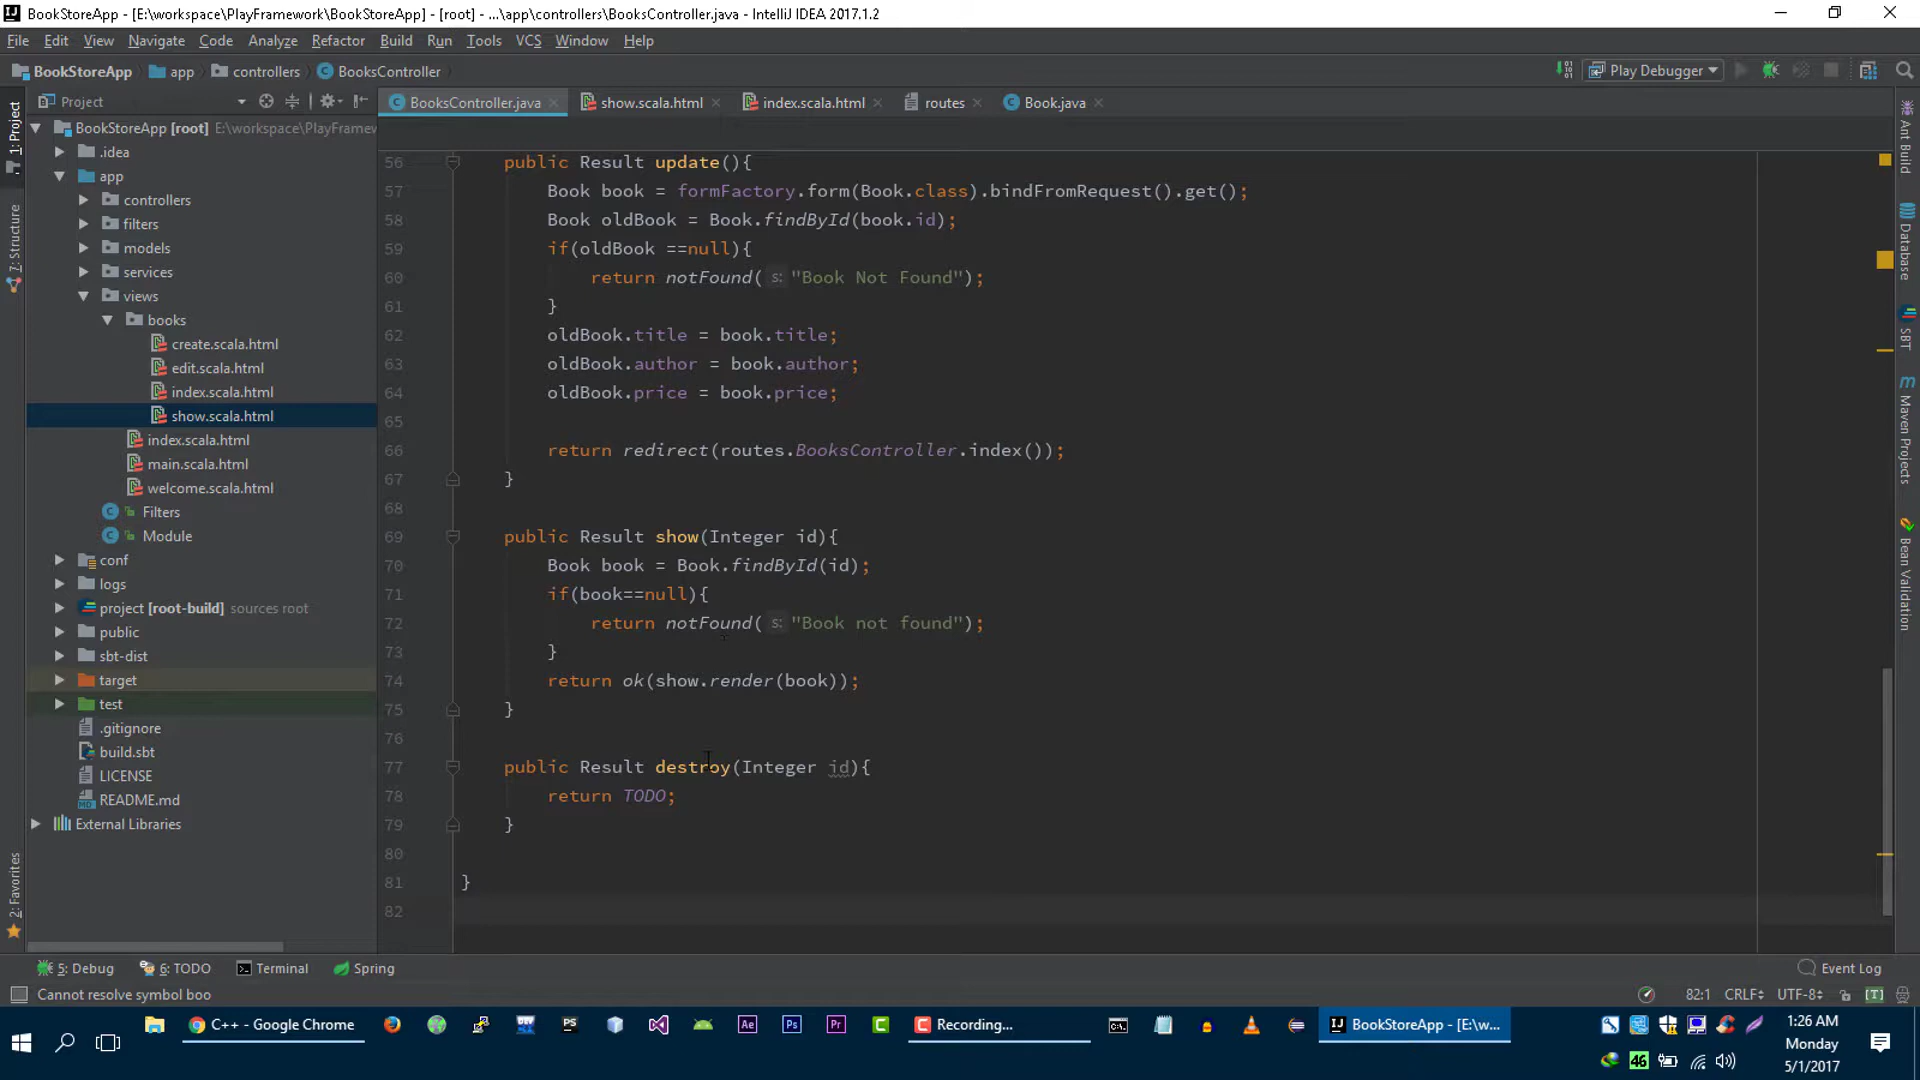 BookStoreApp - [E:\workspace\PlayFramework\BookStoreApp] - [root] - ...\app\controllers\BooksController.java - IntelliJ IDEA 2017.1.2
File Edit View Navigate Code Analyze Refactor Build Run Tools VCS Window Help
BookStoreApp app controllers BooksController Play Debugger
Project BooksController.java show.scala.html index.scala.html routes Book.java
1: Project
7: Structure
2: Favorites
BookStoreApp [root] E:\workspace\PlayFramew
.idea
app
controllers
filters
models
services
views
books
create.scala.html
edit.scala.html
index.scala.html
show.scala.html
index.scala.html
main.scala.html
welcome.scala.html
Filters
Module
conf
logs
project [root-build] sources root
public
sbt-dist
target
test
.gitignore
build.sbt
LICENSE
README.md
External Libraries
56 public Result update(){
57 Book book = formFactory.form(Book.class).bindFromRequest().get();
58 Book oldBook = Book.findById(book.id);
59 if(oldBook ==null){
60 return notFound( s: "Book Not Found");
61 }
62 oldBook.title = book.title;
63 oldBook.author = book.author;
64 oldBook.price = book.price;
65
66 return redirect(routes.BooksController.index());
67 }
68
69 public Result show(Integer id){
70 Book book = Book.findById(id);
71 if(book==null){
72 return notFound( s: "Book not found");
73 }
74 return ok(show.render(book));
75 }
76
77 public Result destroy(Integer id){
78 return TODO;
79 }
80
81 }
82
Ant Build
Database
SBT
Maven Projects
Bean Validation
5: Debug 6: TODO Terminal Spring Event Log
Cannot resolve symbol boo 82:1 CRLF UTF-8 [T]
C++ - Google Chrome Recording... BookStoreApp - [E:\w...
Ae Ps Pr C PS
46
1:26 AM
Monday
5/1/2017